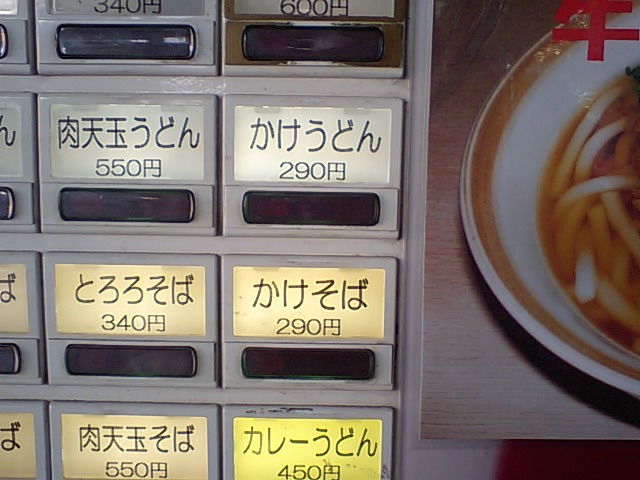 340円
600円
ん
肉天玉うどん
550円
かけうどん
290円
ば
とろろそば
340円
かけそば
290円
ば
肉天玉そば
550円
カレーうどん
450円